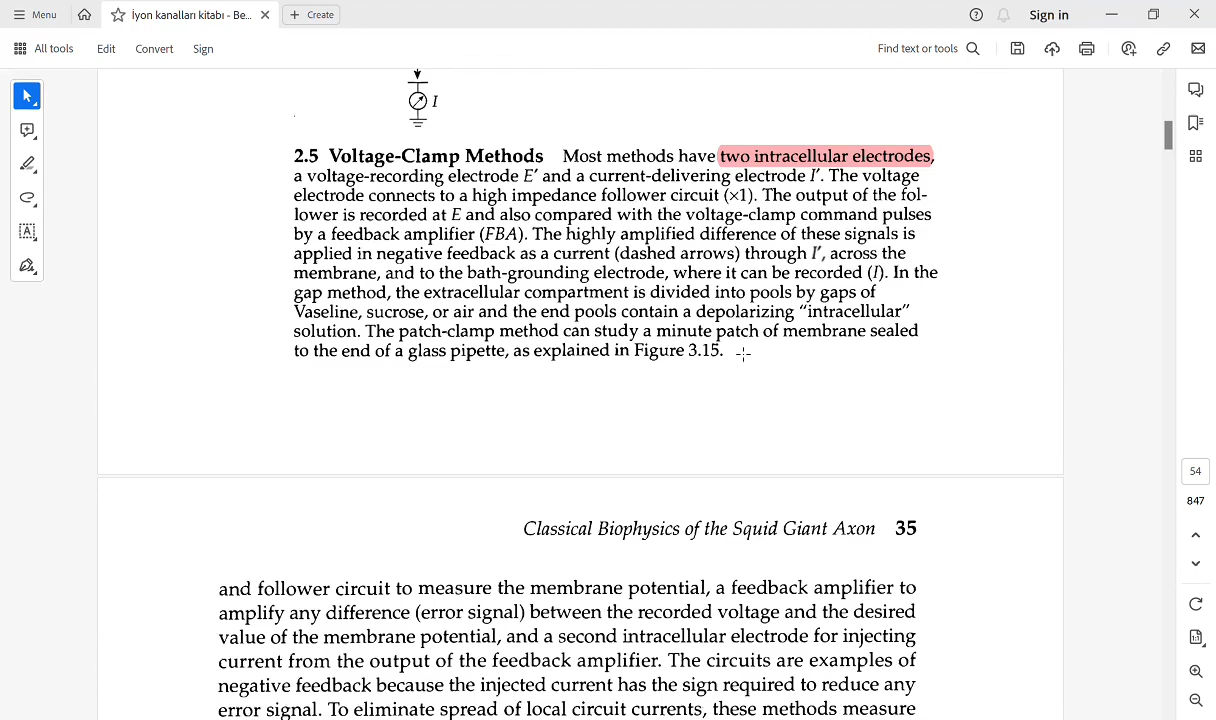 Menu
İyon kanalları kitabı - Be...
+ Create
Sign in
All tools
Edit
Convert
Sign
Find text or tools
I
2.5 Voltage-Clamp Methods Most methods have two intracellular electrodes,
a voltage-recording electrode E′ and a current-delivering electrode I′. The voltage
electrode connects to a high impedance follower circuit (×1). The output of the fol-
lower is recorded at E and also compared with the voltage-clamp command pulses
by a feedback amplifier (FBA). The highly amplified difference of these signals is
applied in negative feedback as a current (dashed arrows) through I′, across the
membrane, and to the bath-grounding electrode, where it can be recorded (I). In the
gap method, the extracellular compartment is divided into pools by gaps of
Vaseline, sucrose, or air and the end pools contain a depolarizing “intracellular”
solution. The patch-clamp method can study a minute patch of membrane sealed
to the end of a glass pipette, as explained in Figure 3.15.
54
847
Classical Biophysics of the Squid Giant Axon 35
and follower circuit to measure the membrane potential, a feedback amplifier to
amplify any difference (error signal) between the recorded voltage and the desired
value of the membrane potential, and a second intracellular electrode for injecting
current from the output of the feedback amplifier. The circuits are examples of
negative feedback because the injected current has the sign required to reduce any
error signal. To eliminate spread of local circuit currents, these methods measure